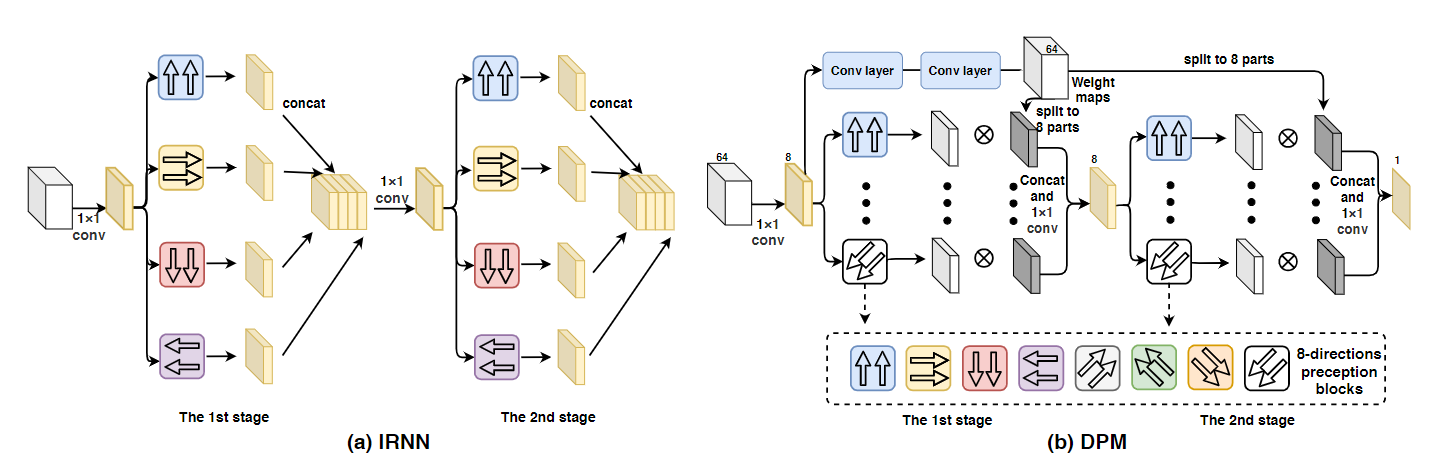 concat
1×1
conv
1×1
conv
concat
The 1st stage
The 2nd stage
(a) IRNN
64
8
1×1
conv
Conv layer
Conv layer
64
Weight
maps
split to 8 parts
split to
8 parts
Concat
and
1×1
conv
8
Concat
and
1×1
conv
1
8-directions
preception
blocks
The 1st stage
The 2nd stage
(b) DPM